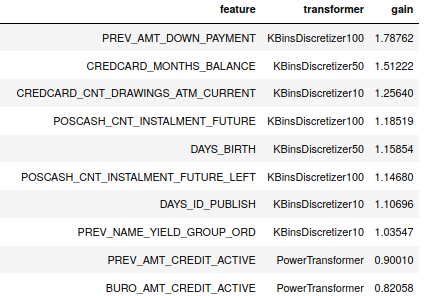 feature transformer gain
PREV_AMT_DOWN_PAYMENT KBinsDiscretizer100 1.78762
CREDCARD_MONTHS_BALANCE KBinsDiscretizer50 1.51222
CREDCARD_CNT_DRAWINGS_ATM_CURRENT KBinsDiscretizer10 1.25640
POSCASH_CNT_INSTALMENT_FUTURE KBinsDiscretizer100 1.18519
DAYS_BIRTH KBinsDiscretizer50 1.15854
POSCASH_CNT_INSTALMENT_FUTURE_LEFT KBinsDiscretizer100 1.14680
DAYS_ID_PUBLISH KBinsDiscretizer10 1.10696
PREV_NAME_YIELD_GROUP_ORD KBinsDiscretizer10 1.03547
PREV_AMT_CREDIT_ACTIVE PowerTransformer 0.90010
BURO_AMT_CREDIT_ACTIVE PowerTransformer 0.82058